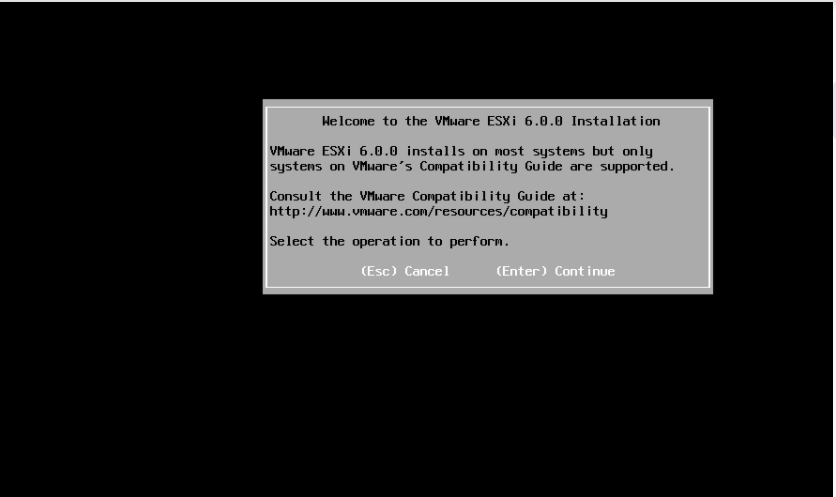 Welcome to the VMware ESXi 6.0.0 Installation
VMware ESXi 6.0.0 installs on most systems but only
systems on VMware's Compatibility Guide are supported.
Consult the VMware Compatibility Guide at:
http://www.vmware.com/resources/compatibility
Select the operation to perform.
(Esc) Cancel (Enter) Continue